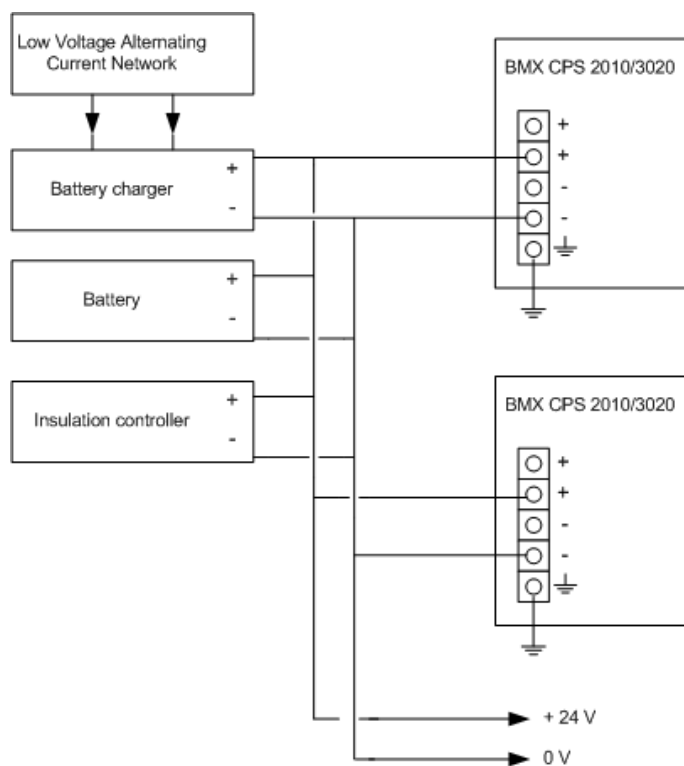 Low Voltage Alternating
Current Network
BMX CPS 2010/3020
+
+
-
-
Battery charger
+
-
Battery
+
-
Insulation controller
+
-
BMX CPS 2010/3020
+
+
-
-
+ 24 V
0 V